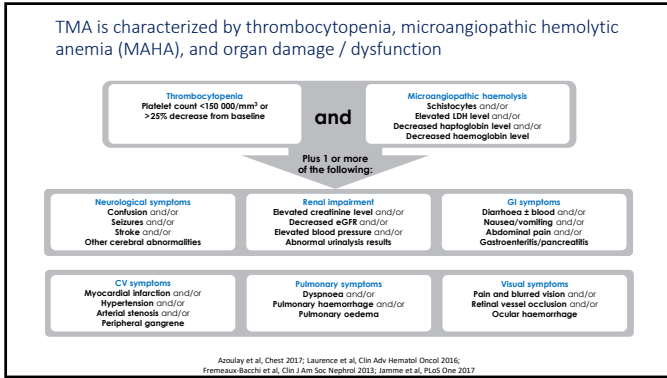 TMA is characterized by thrombocytopenia, microangiopathic hemolytic
anemia (MAHA), and organ damage / dysfunction
Thrombocytopenia
Platelet count <150 000/mm³ or
>25% decrease from baseline
and
Microangiopathic haemolysis
Schistocytes and/or
Elevated LDH level and/or
Decreased haptoglobin level and/or
Decreased haemoglobin level
Plus 1 or more
of the following:
Neurological symptoms
Confusion and/or
Seizures and/or
Stroke and/or
Other cerebral abnormalities
Renal impairment
Elevated creatinine level and/or
Decreased eGFR and/or
Elevated blood pressure and/or
Abnormal urinalysis results
GI symptoms
Diarrhoea ± blood and/or
Nausea/vomiting and/or
Abdominal pain and/or
Gastroenteritis/pancreatitis
CV symptoms
Myocardial infarction and/or
Hypertension and/or
Arterial stenosis and/or
Peripheral gangrene
Pulmonary symptoms
Dyspnoea and/or
Pulmonary haemorrhage and/or
Pulmonary oedema
Visual symptoms
Pain and blurred vision and/or
Retinal vessel occlusion and/or
Ocular haemorrhage
Azoulay et al, Chest 2017; Laurence et al, Clin Adv Hematol Oncol 2016;
Fremeaux-Bacchi et al, Clin J Am Soc Nephrol 2013; Jamme et al, PLoS One 2017